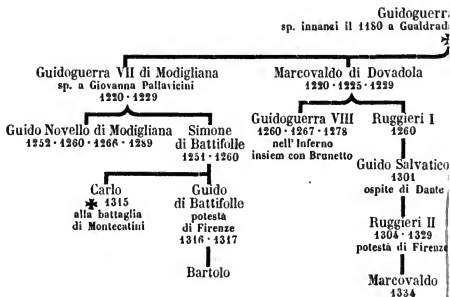 Guidoguerra
sp. innanzi il 1180 a Gualdrada
Guidoguerra VII di Modigliana
sp. a Giovanna Pallavicini
1220 · 1229
Marcovaldo di Dovadola
1220 · 1225 · 1229
Guido Novello di Modigliana
1252 · 1260 · 1266 · 1289
Simone
di Battifolle
1251 · 1260
Guidoguerra VIII
1260 · 1267 · 1278
nell'Inferno
insiem con Brunetto
Ruggieri I
1260
Carlo
✠ 1315
alla battaglia
di Montecatini
Guido
di Battifolle
potestà
di Firenze
1316 · 1317
Bartolo
Guido Salvatico
1301
ospite di Dante
Ruggieri II
1304 · 1329
potestà di Firenze
Marcovaldo
1334